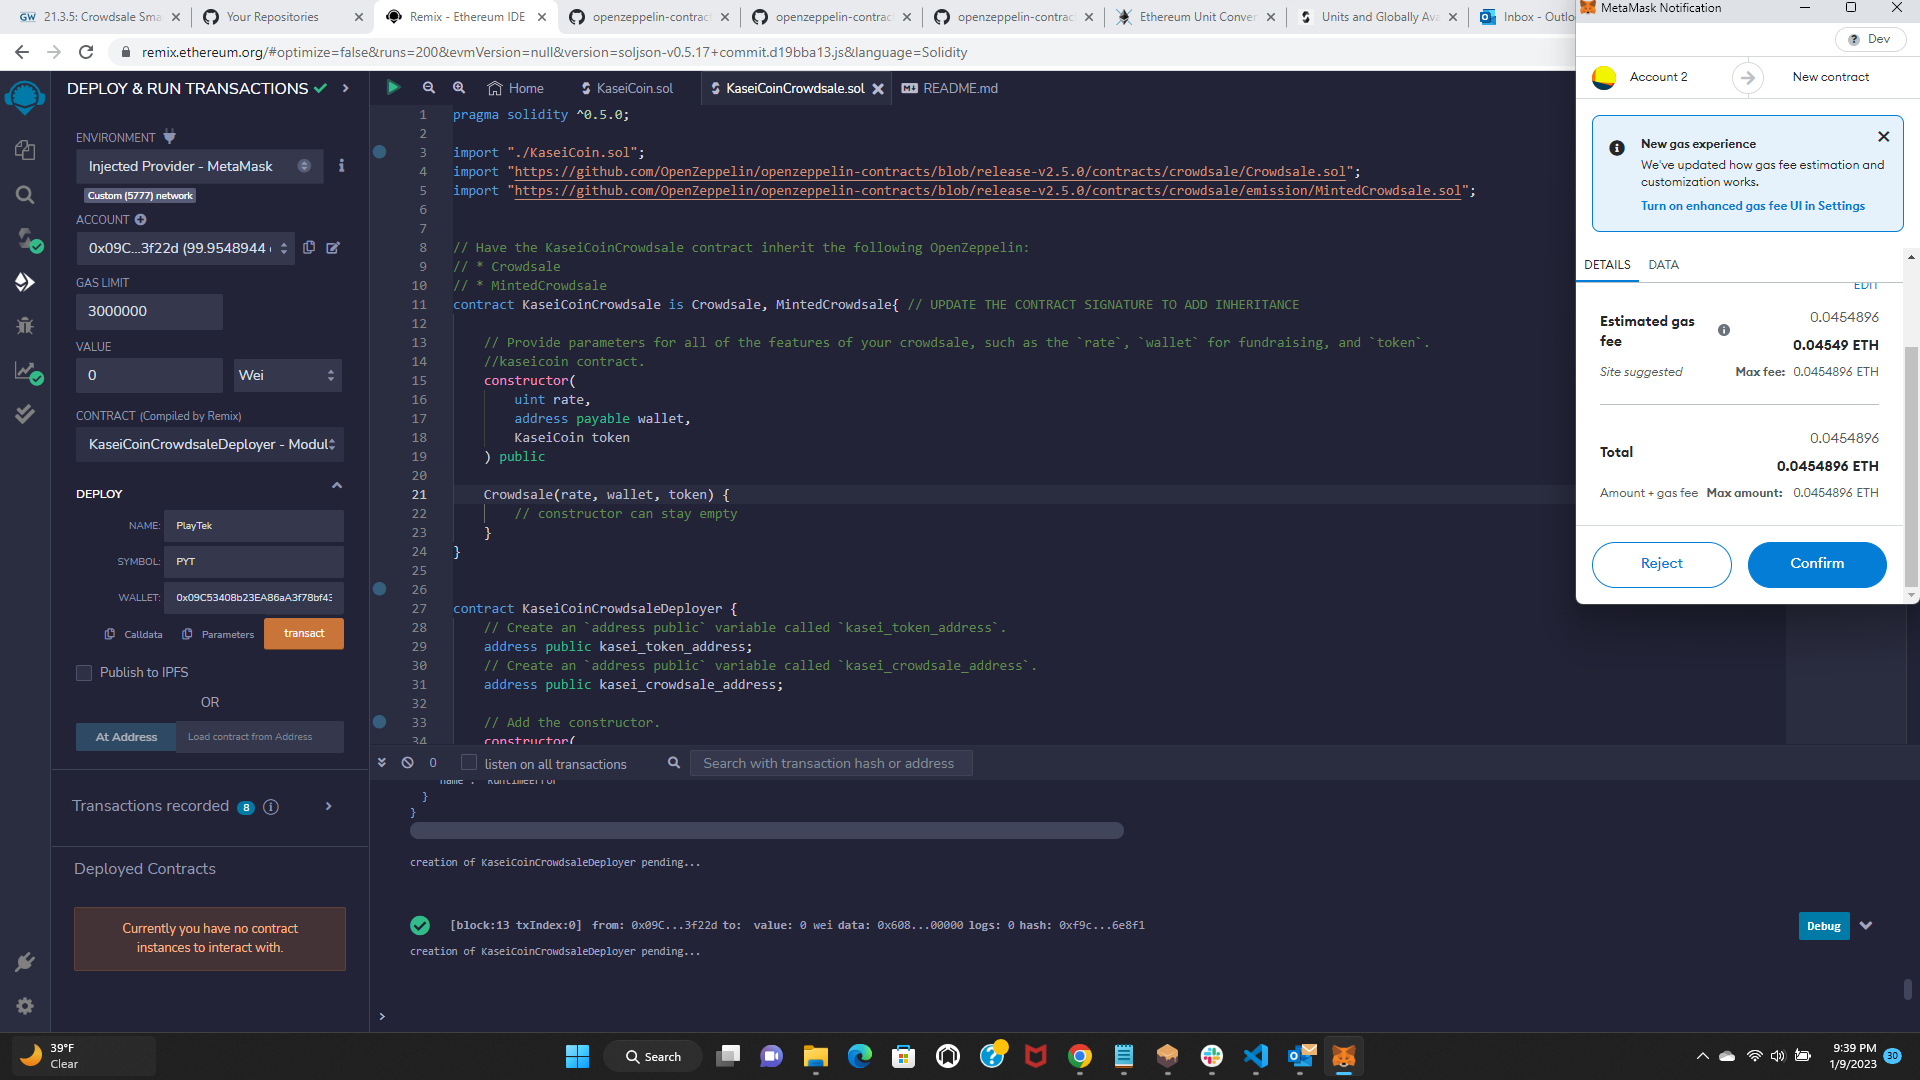 21.3.5: Crowdsale Sma
Your Repositories
Remix - Ethereum IDE
openzeppelin-contrac
openzeppelin-contrac
openzeppelin-contrac
Ethereum Unit Conver
Units and Globally Ava
Inbox - Outlo
remix.ethereum.org/#optimize=false&runs=200&evmVersion=null&version=soljson-v0.5.17+commit.d19bba13.js&language=Solidity
DEPLOY & RUN TRANSACTIONS
ENVIRONMENT
Injected Provider - MetaMask
Custom (5777) network
ACCOUNT
0x09C...3f22d (99.9548944
GAS LIMIT
3000000
VALUE
0
Wei
CONTRACT (Compiled by Remix)
KaseiCoinCrowdsaleDeployer - Modul
DEPLOY
NAME: PlayTek
SYMBOL: PYT
WALLET: 0x09C53408b23EA86aA3f78bf43
Calldata
Parameters
transact
Publish to IPFS
OR
At Address
Load contract from Address
Transactions recorded 8
Deployed Contracts
Currently you have no contract
instances to interact with.
Home
KaseiCoin.sol
KaseiCoinCrowdsale.sol
README.md
1 pragma solidity ^0.5.0;
2
3 import "./KaseiCoin.sol";
4 import "https://github.com/OpenZeppelin/openzeppelin-contracts/blob/release-v2.5.0/contracts/crowdsale/Crowdsale.sol";
5 import "https://github.com/OpenZeppelin/openzeppelin-contracts/blob/release-v2.5.0/contracts/crowdsale/emission/MintedCrowdsale.sol";
6
7
8 // Have the KaseiCoinCrowdsale contract inherit the following OpenZeppelin:
9 // * Crowdsale
10 // * MintedCrowdsale
11 contract KaseiCoinCrowdsale is Crowdsale, MintedCrowdsale{ // UPDATE THE CONTRACT SIGNATURE TO ADD INHERITANCE
12
13 // Provide parameters for all of the features of your crowdsale, such as the `rate`, `wallet` for fundraising, and `token`.
14 //kaseicoin contract.
15 constructor(
16 uint rate,
17 address payable wallet,
18 KaseiCoin token
19 ) public
20
21 Crowdsale(rate, wallet, token) {
22 // constructor can stay empty
23 }
24 }
25
26
27 contract KaseiCoinCrowdsaleDeployer {
28 // Create an `address public` variable called `kasei_token_address`.
29 address public kasei_token_address;
30 // Create an `address public` variable called `kasei_crowdsale_address`.
31 address public kasei_crowdsale_address;
32
33 // Add the constructor.
34 constructor(
0
listen on all transactions
Search with transaction hash or address
"name": "RuntimeError"
}
}
creation of KaseiCoinCrowdsaleDeployer pending...
[block:13 txIndex:0] from: 0x09C...3f22d to: value: 0 wei data: 0x608...00000 logs: 0 hash: 0xf9c...6e8f1
Debug
creation of KaseiCoinCrowdsaleDeployer pending...
>
MetaMask Notification
Dev
Account 2
New contract
New gas experience
We've updated how gas fee estimation and
customization works.
Turn on enhanced gas fee UI in Settings
DETAILS
DATA
EDIT
Estimated gas
fee
0.0454896
0.04549 ETH
Site suggested
Max fee: 0.0454896 ETH
0.0454896
Total
0.0454896 ETH
Amount + gas fee
Max amount: 0.0454896 ETH
Reject
Confirm
39°F
Clear
Search
9:39 PM
1/9/2023
30